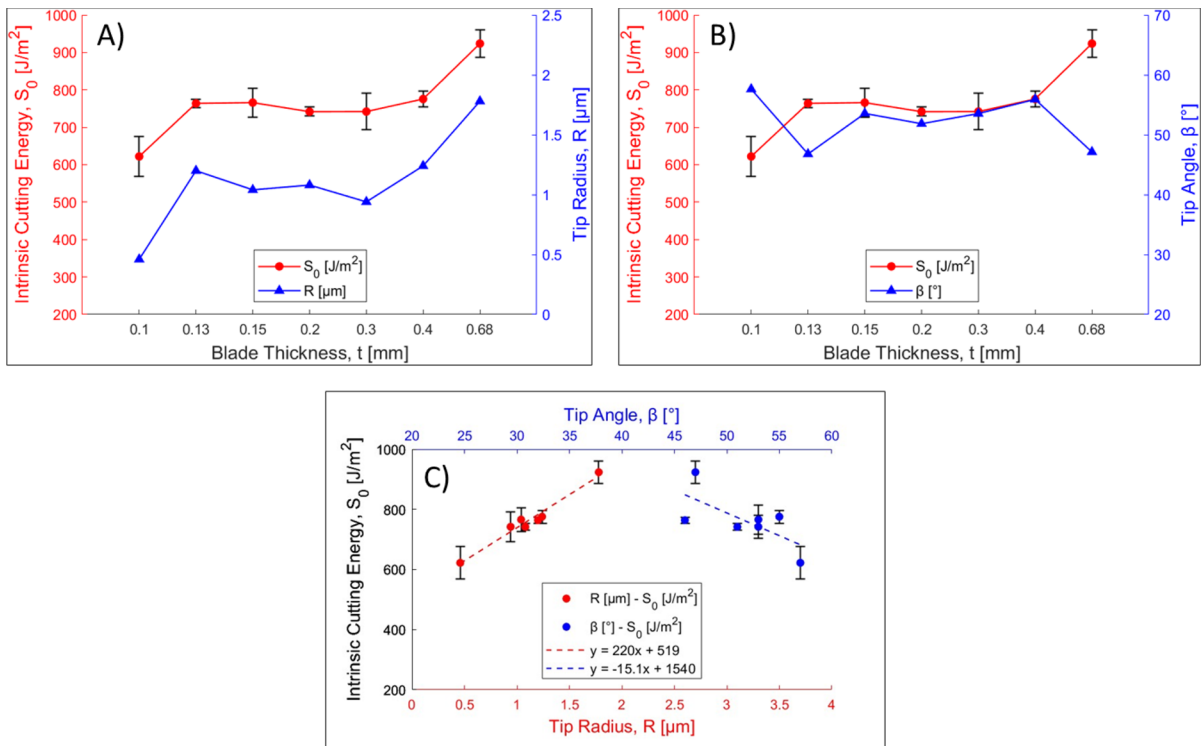 A)
Intrinsic Cutting Energy, S₀ [J/m²]
1000
900
800
700
600
500
400
300
200
2.5
2
1.5
1
0.5
0
Tip Radius, R [µm]
S₀ [J/m²]
R [µm]
0.1 0.13 0.15 0.2 0.3 0.4 0.68
Blade Thickness, t [mm]
B)
Intrinsic Cutting Energy, S₀ [J/m²]
1000
900
800
700
600
500
400
300
200
70
60
50
40
30
20
Tip Angle, β [°]
S₀ [J/m²]
β [°]
0.1 0.13 0.15 0.2 0.3 0.4 0.68
Blade Thickness, t [mm]
Tip Angle, β [°]
20 30 40 50 60
C)
Intrinsic Cutting Energy, S₀ [J/m²]
1000
800
600
400
200
R [µm] - S₀ [J/m²]
β [°] - S₀ [J/m²]
y = 220x + 519
y = -15.1x + 1540
0 0.5 1 1.5 2 2.5 3 3.5 4
Tip Radius, R [µm]